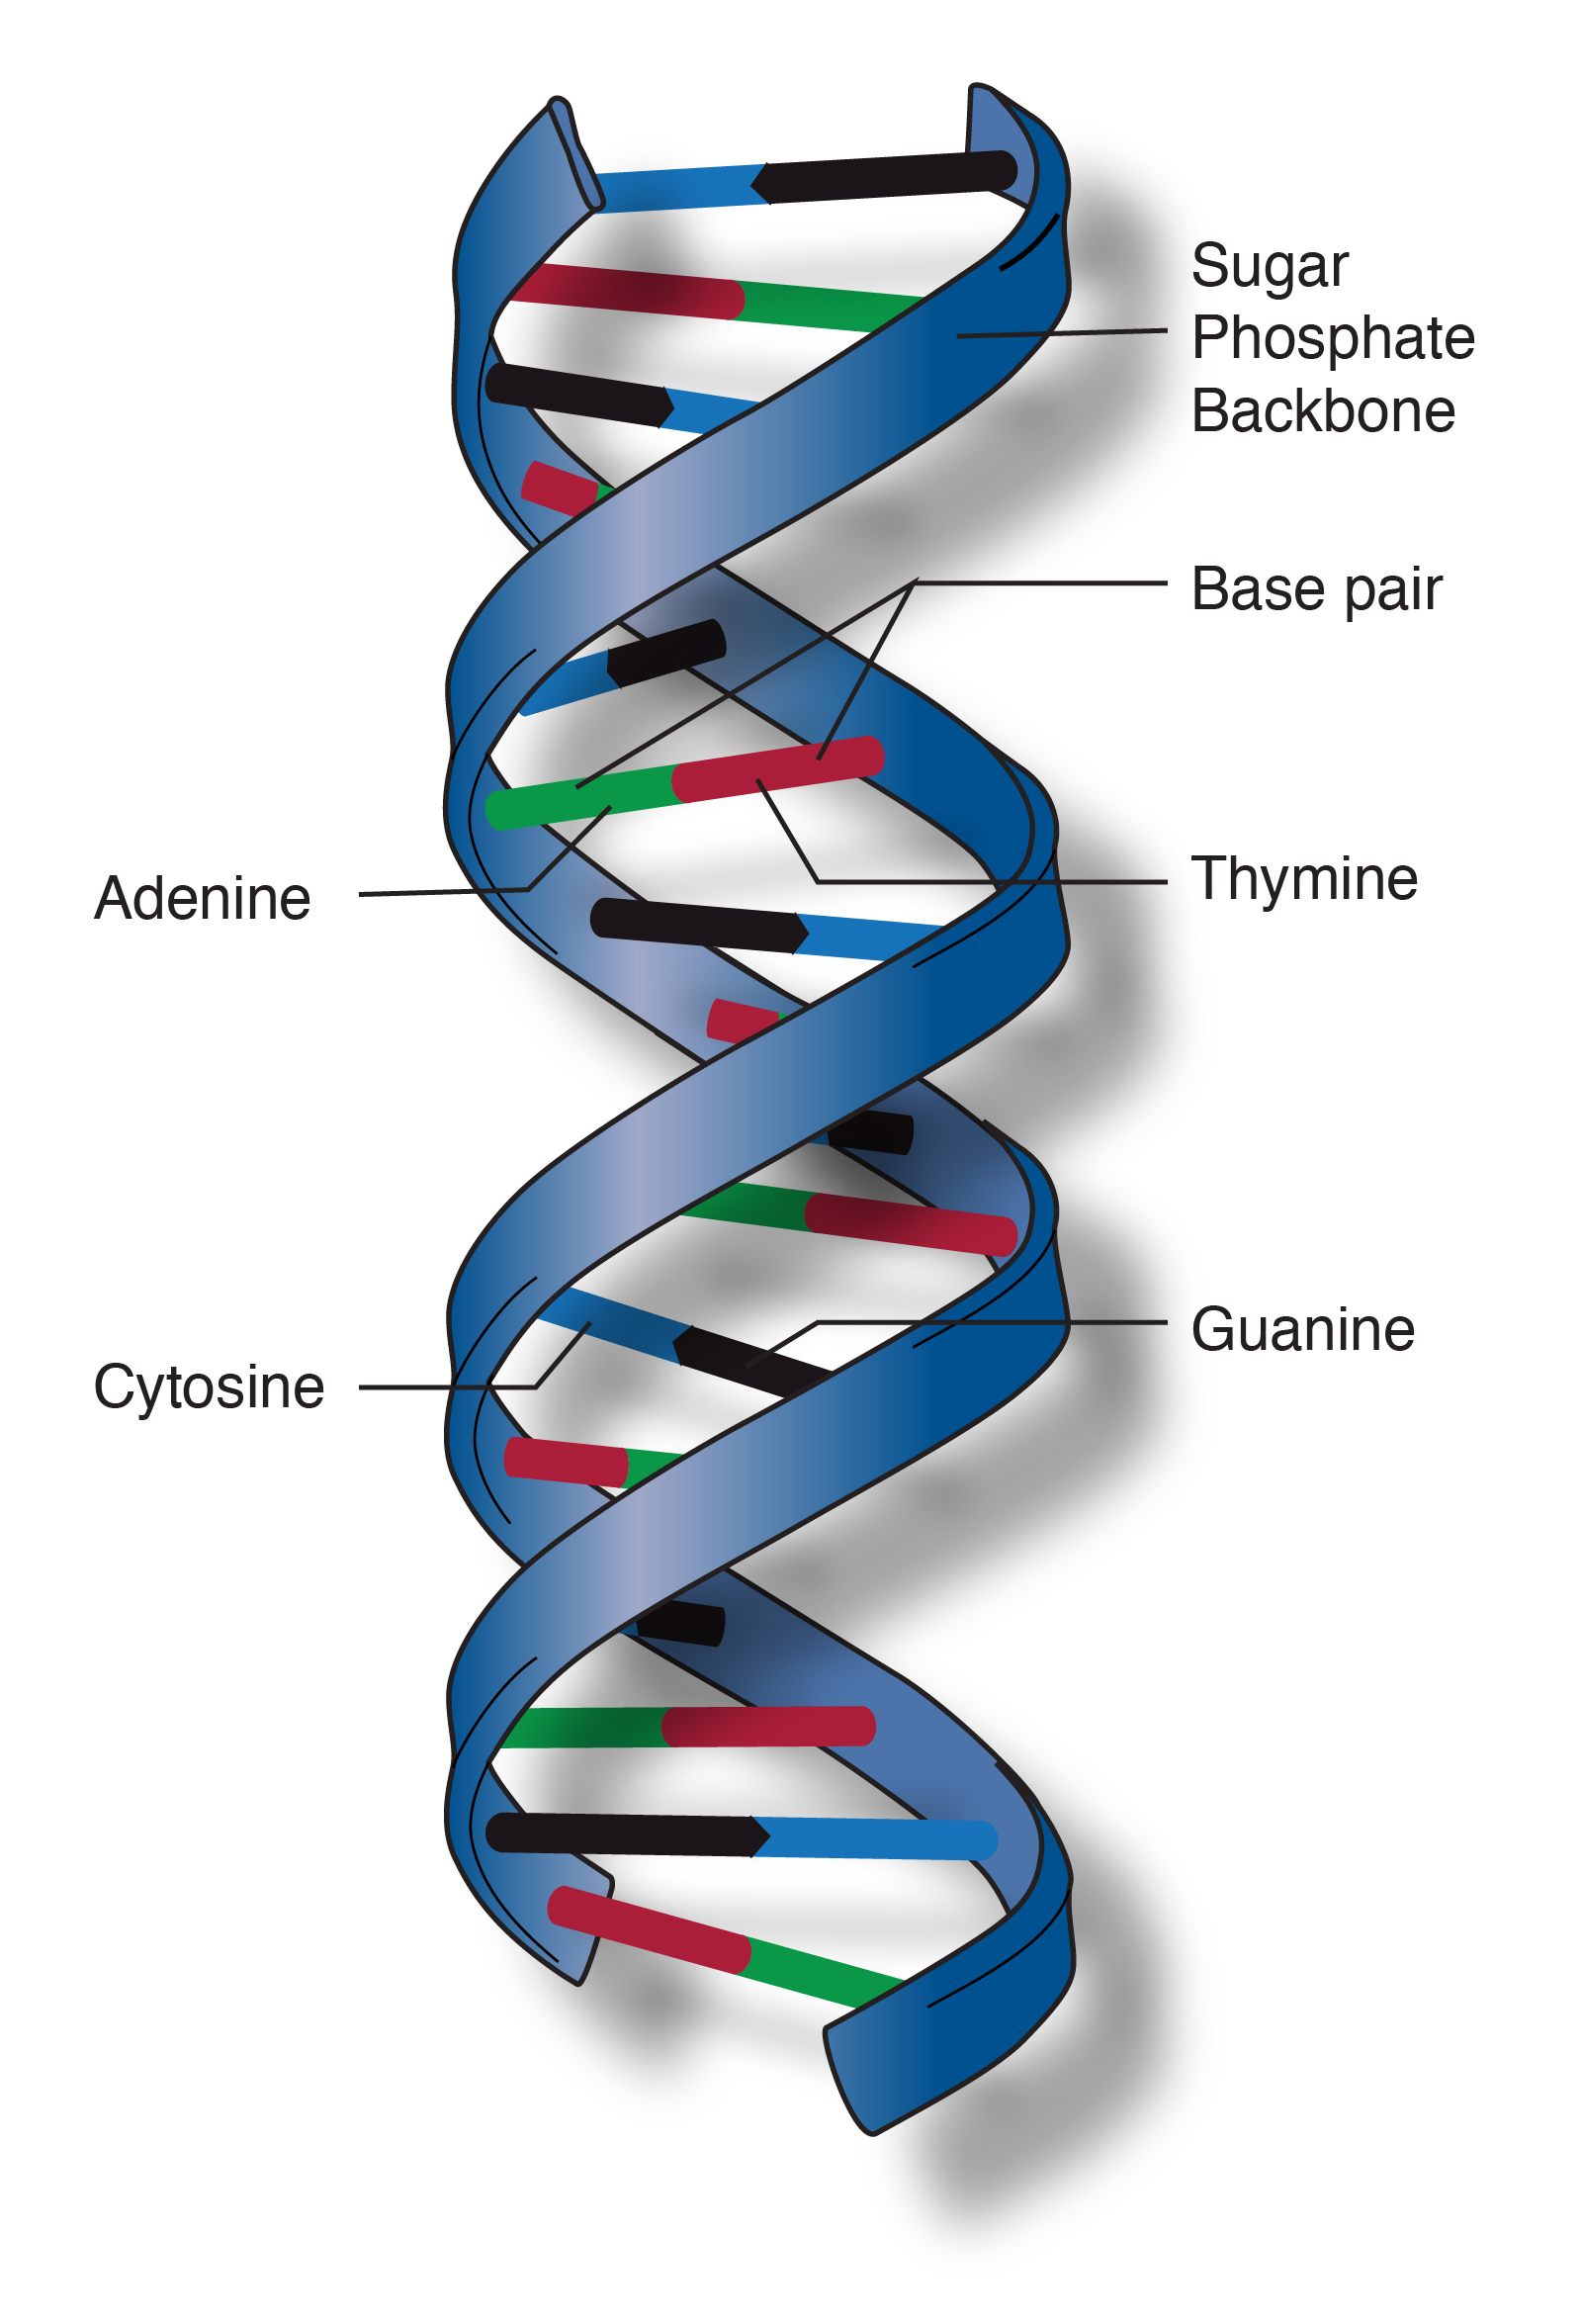 Sugar
Phosphate
Backbone
Base pair
Adenine
Thymine
Cytosine
Guanine